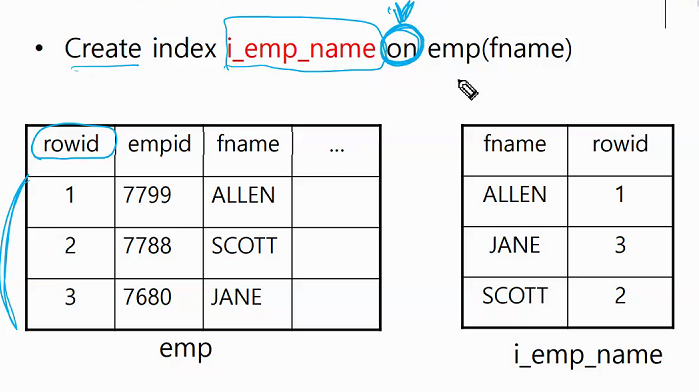 • Create index i_emp_name on emp(fname)
rowid empid fname ...
1 7799 ALLEN
2 7788 SCOTT
3 7680 JANE
emp
fname rowid
ALLEN 1
JANE 3
SCOTT 2
i_emp_name